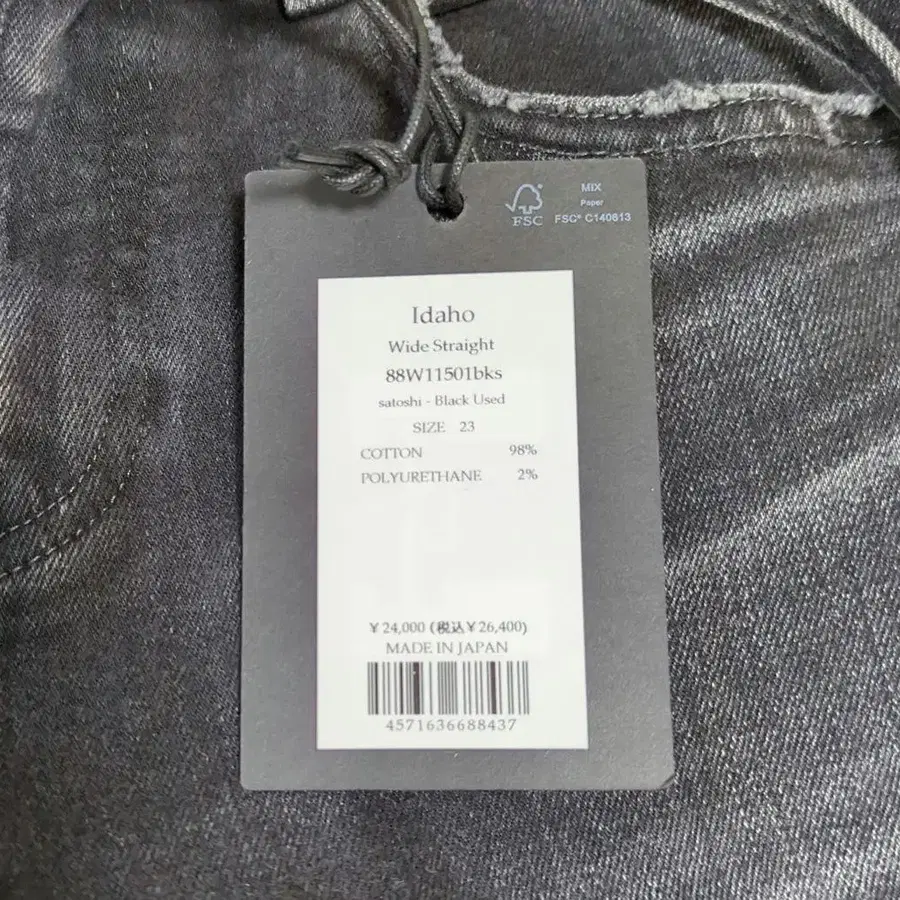 FSC
MIX
Paper
FSC® C140613
Idaho
Wide Straight
88W11501bks
satoshi - Black Used
SIZE 23
COTTON 98%
POLYURETHANE 2%
¥24,000 (税込¥26,400)
MADE IN JAPAN
4571636688437